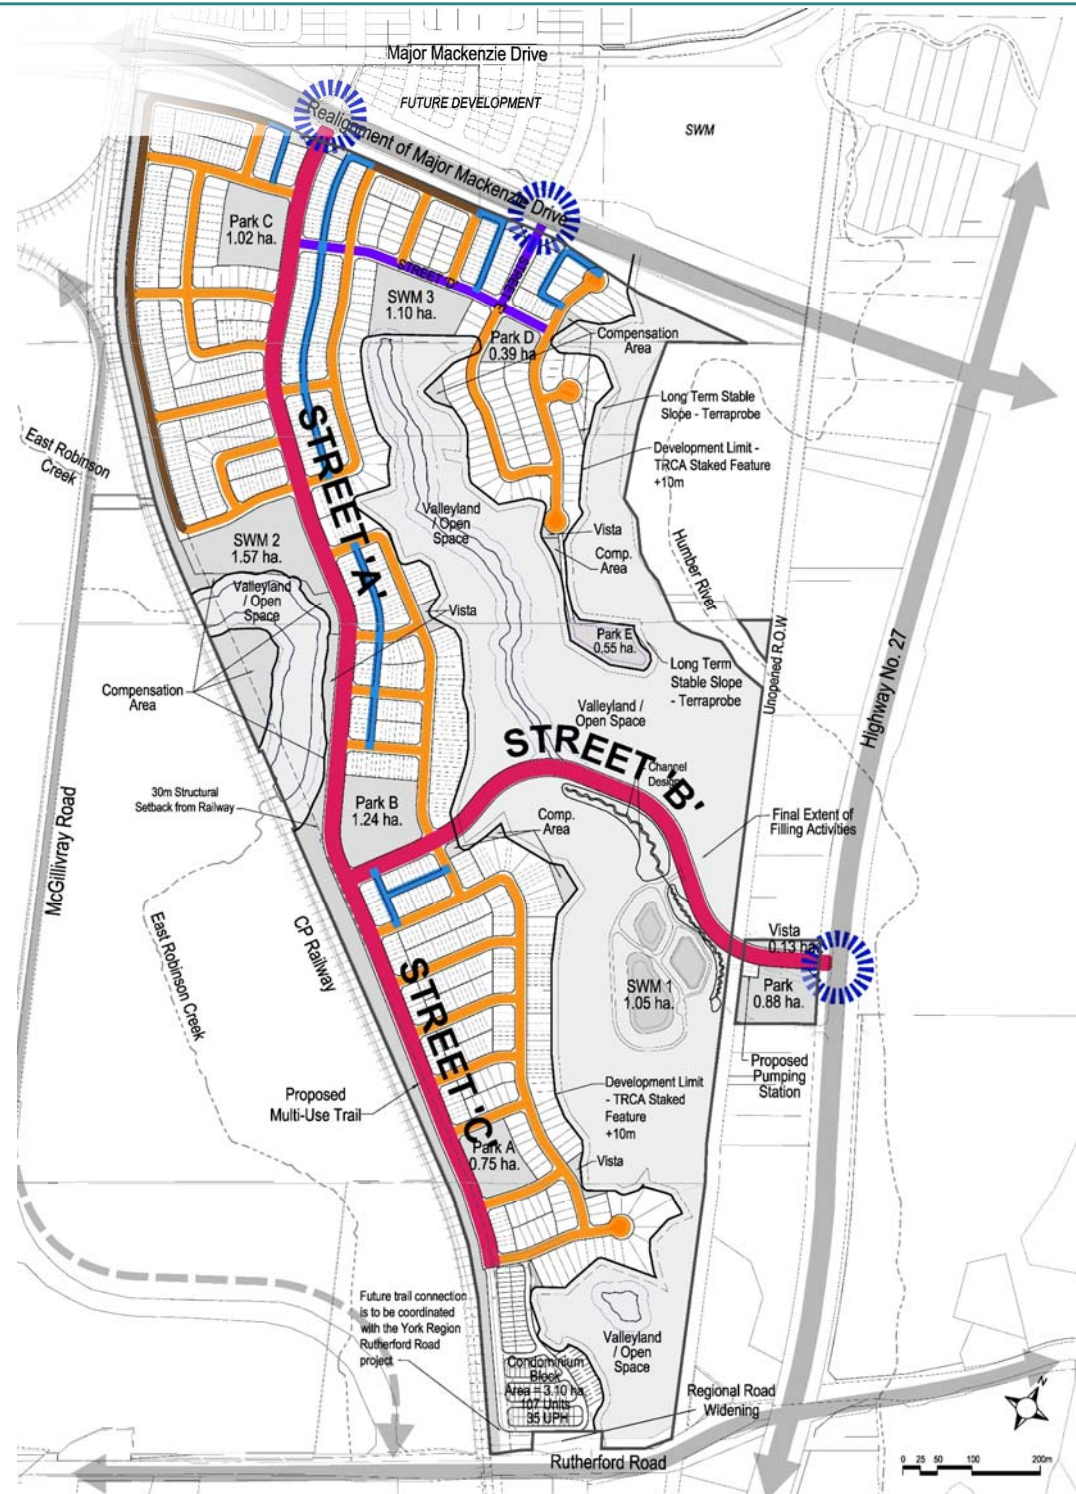 Major Mackenzie Drive
FUTURE DEVELOPMENT
Realignment of Major Mackenzie Drive
SWM
Park C
1.02 ha.
STREET 'D'
SWM 3
1.10 ha.
Park D
0.39 ha
Compensation
Area
Long Term Stable
Slope - Terraprobe
Development Limit -
TRCA Staked Feature
+10m
East Robinson
Creek
STREET 'A'
Valleyland
/ Open
Space
SWM 2
1.57 ha.
Valleyland
/ Open
Space
Vista
Comp.
Area
Humber River
Vista
Park E
0.55 ha.
Long Term
Stable Slope
- Terraprobe
Unopened R.O.W
Highway No. 27
Compensation
Area
Valleyland /
Open Space
STREET 'B'
Channel
Design
30m Structural
Setback from Railway
Park B
1.24 ha.
Comp.
Area
Final Extent of
Filling Activities
McGillivray Road
East Robinson Creek
CP Railway
Vista
0.13 ha
Park
0.88 ha.
SWM 1
1.05 ha.
STREET 'C'
Proposed
Pumping
Station
Proposed
Multi-Use Trail
Development Limit
- TRCA Staked
Feature
+10m
Park A
0.75 ha.
Vista
Future trail connection
is to be coordinated
with the York Region
Rutherford Road
project
Valleyland
/ Open
Space
Condominium
Block
Area = 3.10 ha
107 Units
35 UPH
Regional Road
Widening
N
Rutherford Road
0 25 50 100 200m